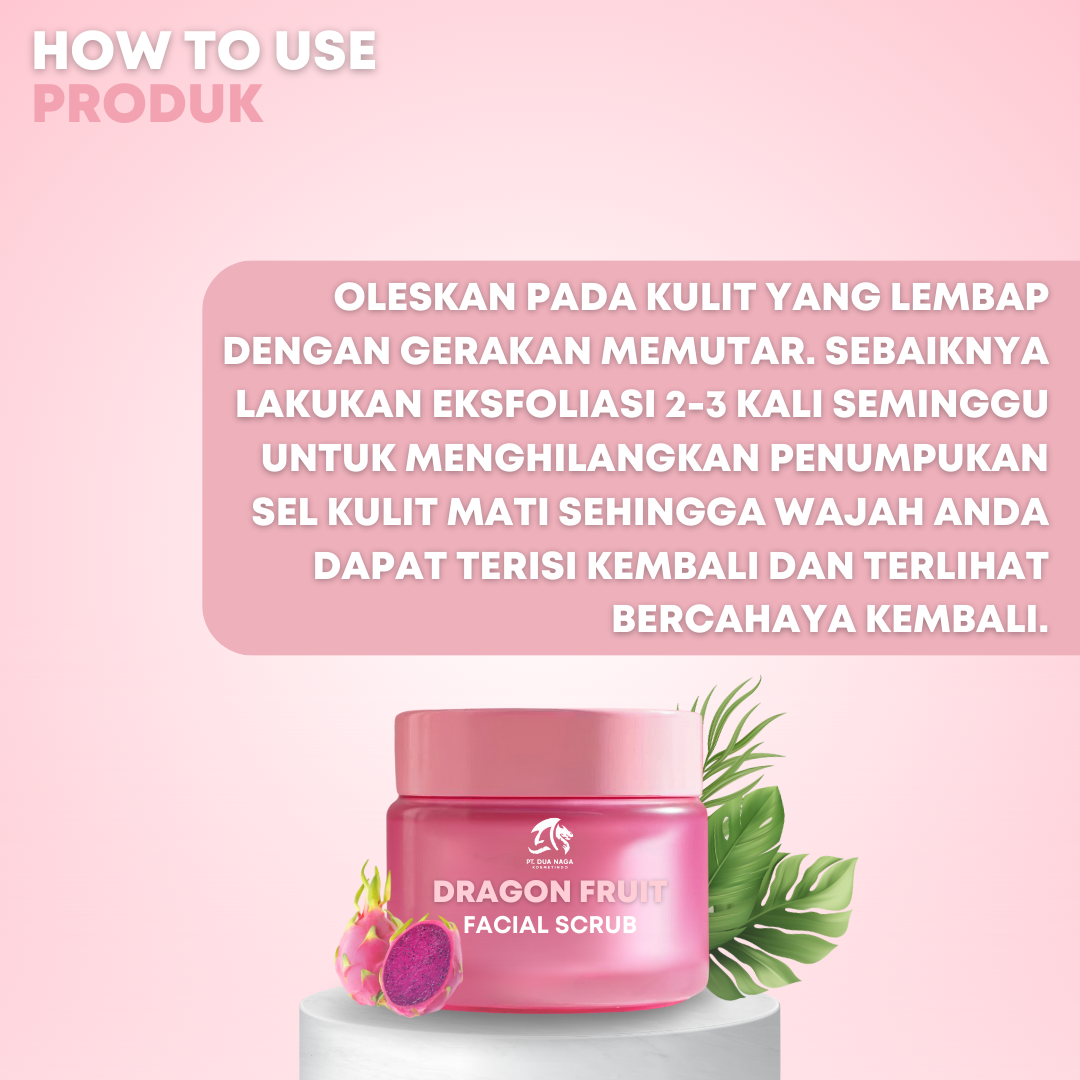 HOW TO USE
PRODUK
OLESKAN PADA KULIT YANG LEMBAP
DENGAN GERAKAN MEMUTAR. SEBAIKNYA
LAKUKAN EKSFOLIASI 2-3 KALI SEMINGGU
UNTUK MENGHILANGKAN PENUMPUKAN
SEL KULIT MATI SEHINGGA WAJAH ANDA
DAPAT TERISI KEMBALI DAN TERLIHAT
BERCAHAYA KEMBALI.
PT. DUA NAGA
KOSMETINDO
DRAGON FRUIT
FACIAL SCRUB